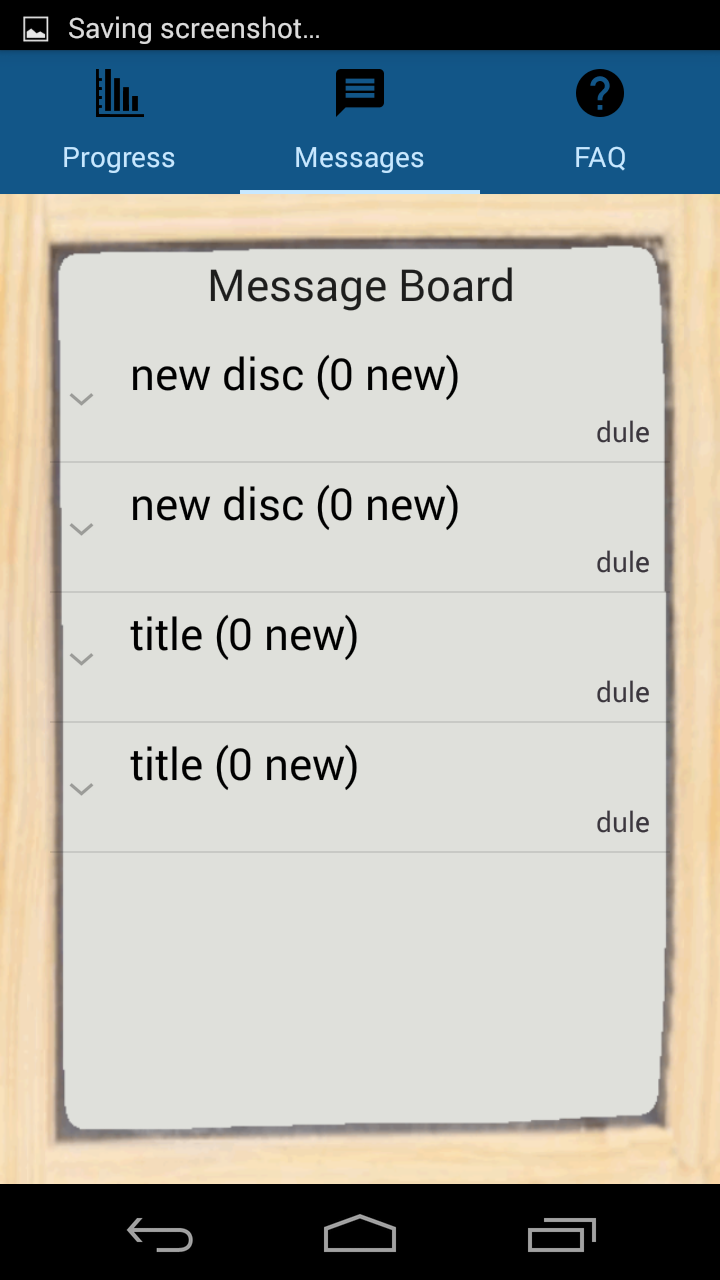 Saving screenshot...
Progress
Messages
FAQ
Message Board
new disc (0 new)
dule
new disc (0 new)
dule
title (0 new)
dule
title (0 new)
dule